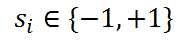 sᵢ ∈ {−1, +1}